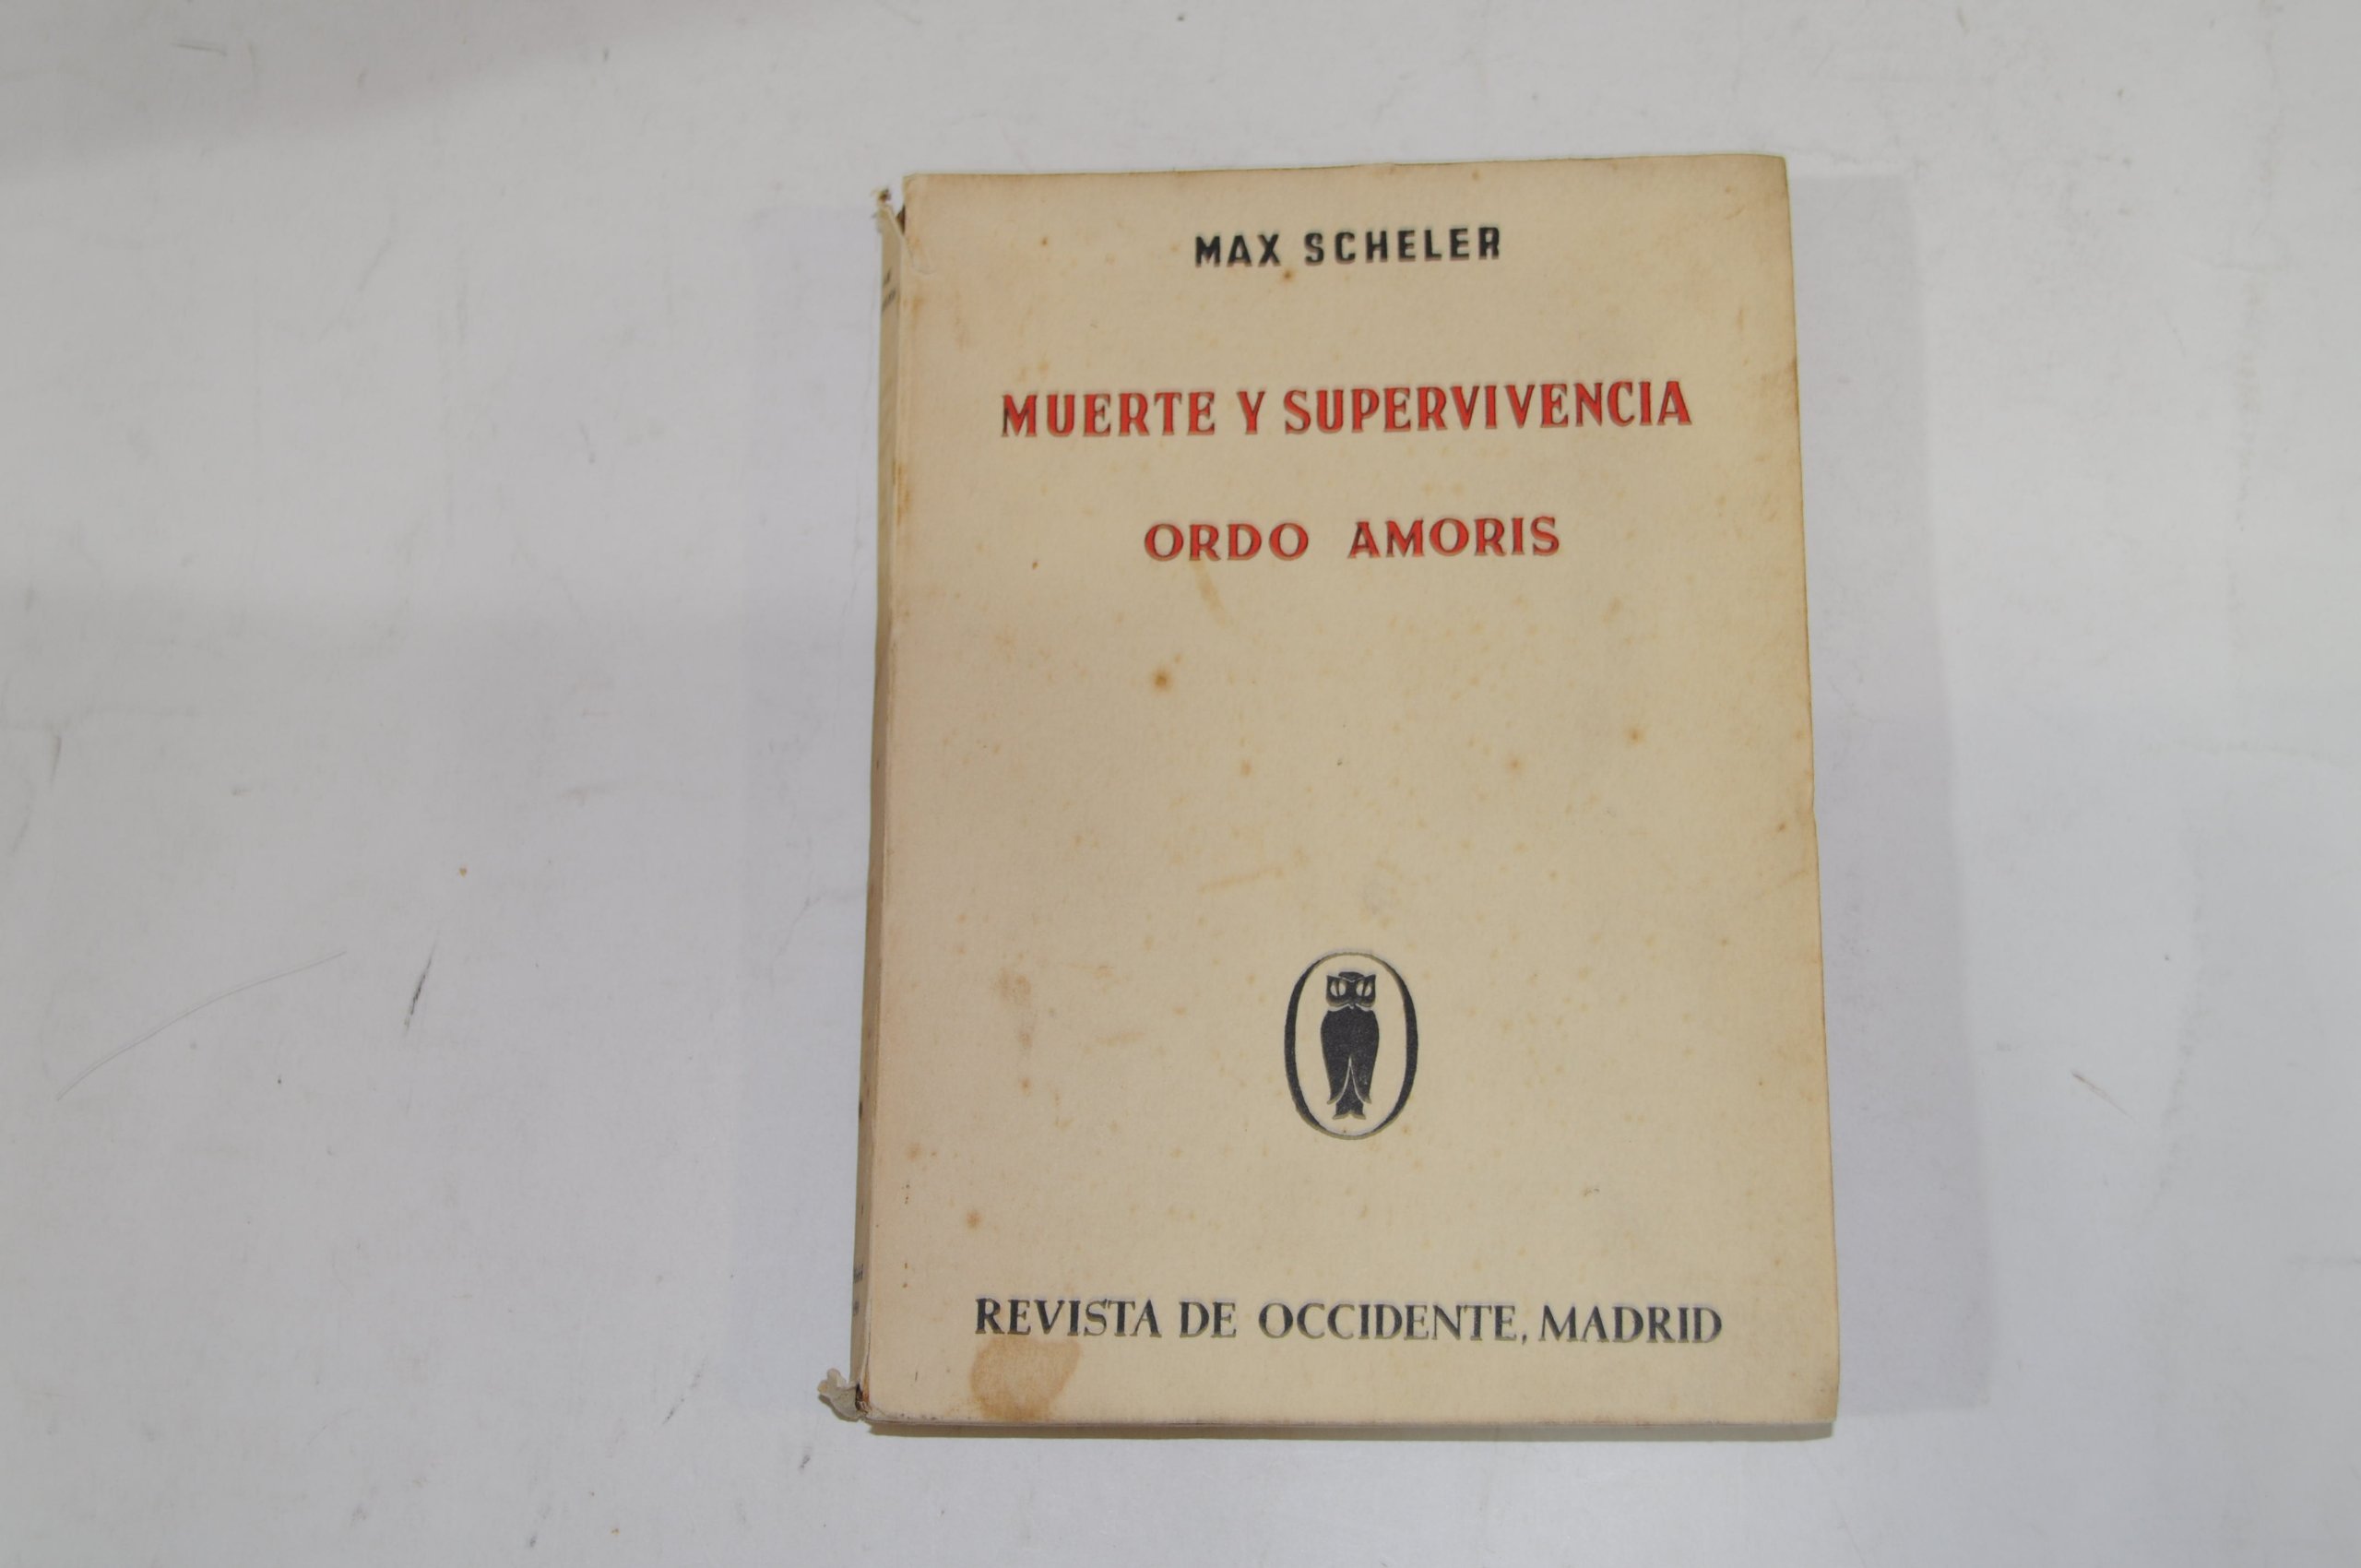 MAX SCHELER
MUERTE Y SUPERVIVENCIA
ORDO AMORIS
REVISTA DE OCCIDENTE, MADRID